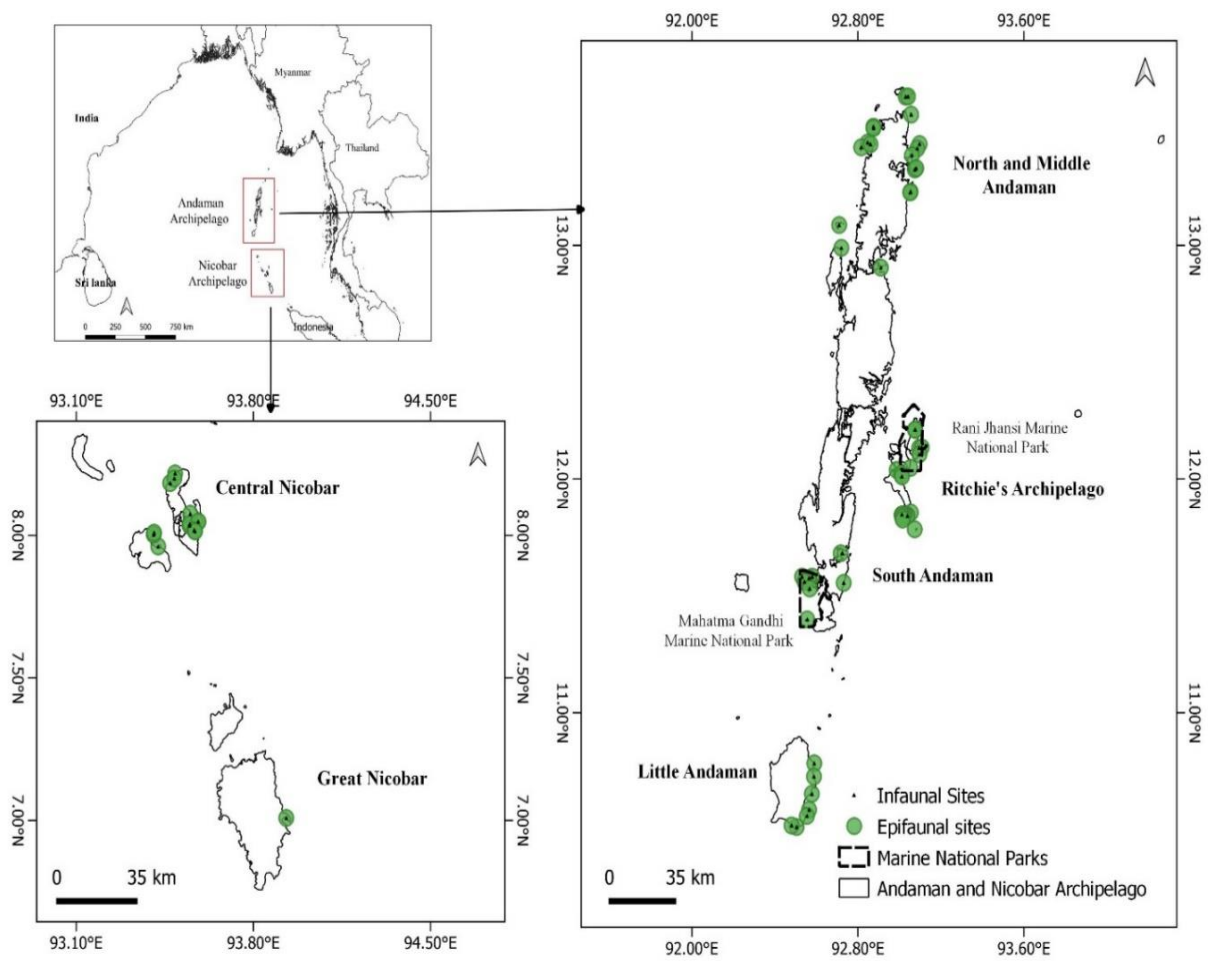 India
Myanmar
Thailand
Andaman
Archipelago
Nicobar
Archipelago
Sri lanka
Indonesia
0 250 500 750 km
93.10°E 93.80°E 94.50°E
8.00°N 8.00°N
7.50°N 7.50°N
7.00°N 7.00°N
Central Nicobar
Great Nicobar
0 35 km
93.10°E 93.80°E 94.50°E
92.00°E 92.80°E 93.60°E
13.00°N 13.00°N
12.00°N 12.00°N
11.00°N 11.00°N
North and Middle
Andaman
Rani Jhansi Marine
National Park
Ritchie's Archipelago
South Andaman
Mahatma Gandhi
Marine National Park
Little Andaman
Infaunal Sites
Epifaunal sites
Marine National Parks
Andaman and Nicobar Archipelago
0 35 km
92.00°E 92.80°E 93.60°E